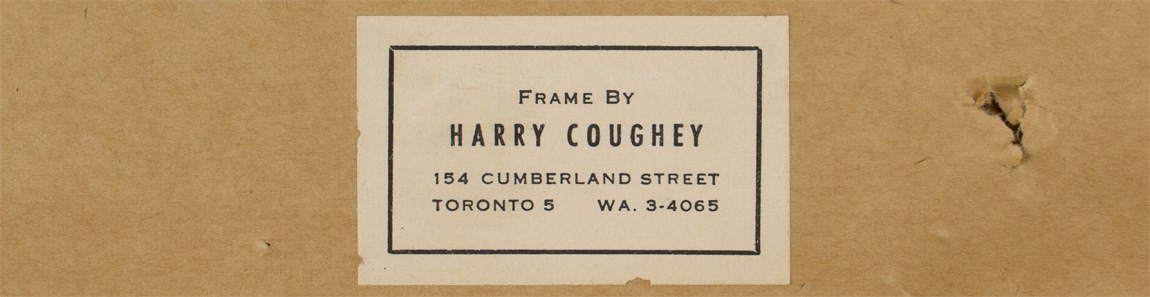 FRAME BY
HARRY COUGHEY
154 CUMBERLAND STREET
TORONTO 5 WA. 3-4065